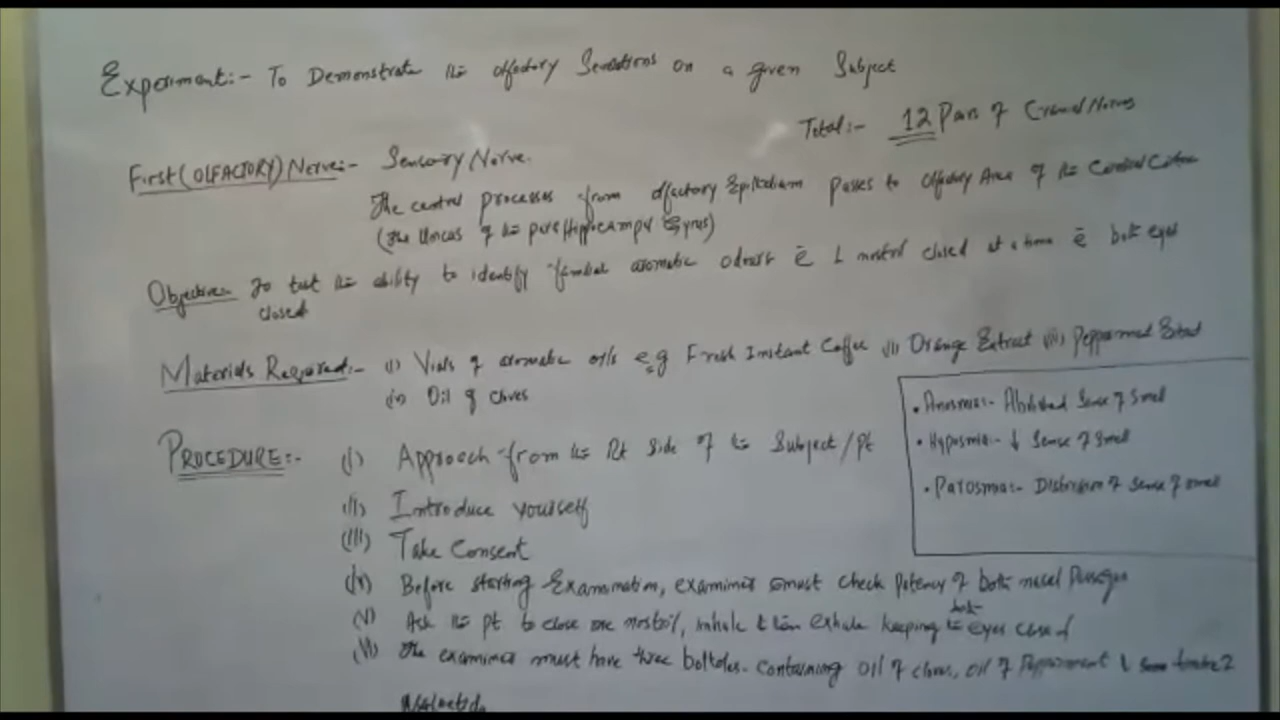 Experiment:- To Demonstrate the olfactory Sensations on a given Subject
Total:- 12 Pairs of Cranial Nerves
First (OLFACTORY) Nerve:- Sensory Nerve.
The central processes from olfactory Epithelium passes to olfactory Area of the Cerebral Cortex
(the Uncus of the parahippocampal Gyrus)
Objective:- To test the ability to identify familiar aromatic odours c̄ 1 nostril closed at a time c̄ both eyes
closed
Materials Required:- (i) Vials of aromatic oils e.g Fresh Instant Coffee (ii) Orange Extract (iii) Peppermint Extract
(iv) Oil of cloves
• Anosmia:- Abolished Sense of Smell
• Hyposmia:- ↓ Sense of Smell
• Parosmia:- Distortion of Sense of smell
PROCEDURE:- (I) Approach from the Rt Side of the Subject/Pt
(II) Introduce yourself
(III) Take Consent
(IV) Before starting Examination, examiner must check Patency of both nasal Passages
(V) Ask the pt to close one nostril, inhale & then exhale keeping the both eyes closed
(VI) The examiner must have three bottles containing oil of cloves, oil of Peppermint &